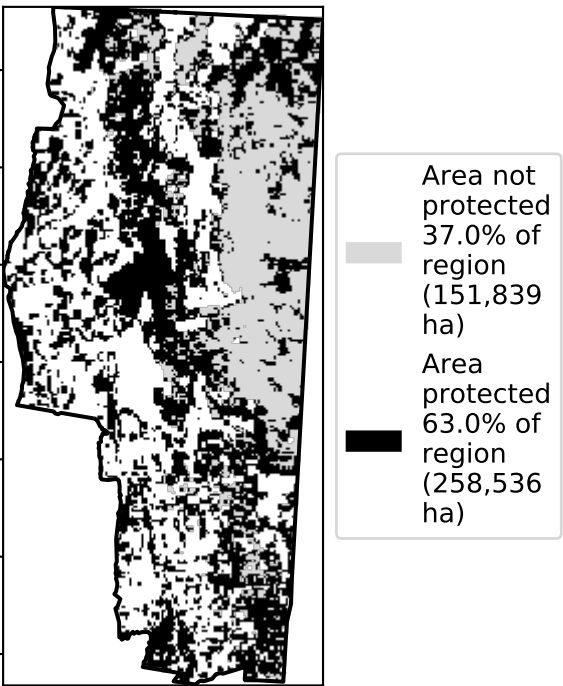 Area not
protected
37.0% of
region
(151,839
ha)
Area
protected
63.0% of
region
(258,536
ha)